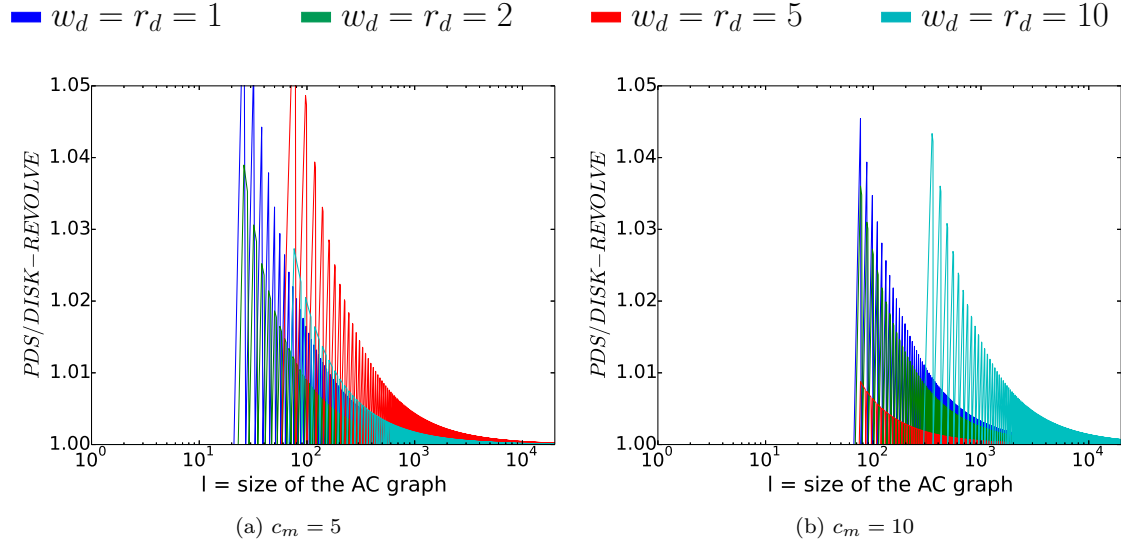 w_d = r_d = 1 w_d = r_d = 2 w_d = r_d = 5 w_d = r_d = 10
1.05 1.05
1.04 1.04
1.03 1.03
1.02 1.02
1.01 1.01
1.00 1.00
PDS/DISK−REVOLVE PDS/DISK−REVOLVE
10^0 10^1 10^2 10^3 10^4 10^0 10^1 10^2 10^3 10^4
l = size of the AC graph l = size of the AC graph
(a) c_m = 5 (b) c_m = 10